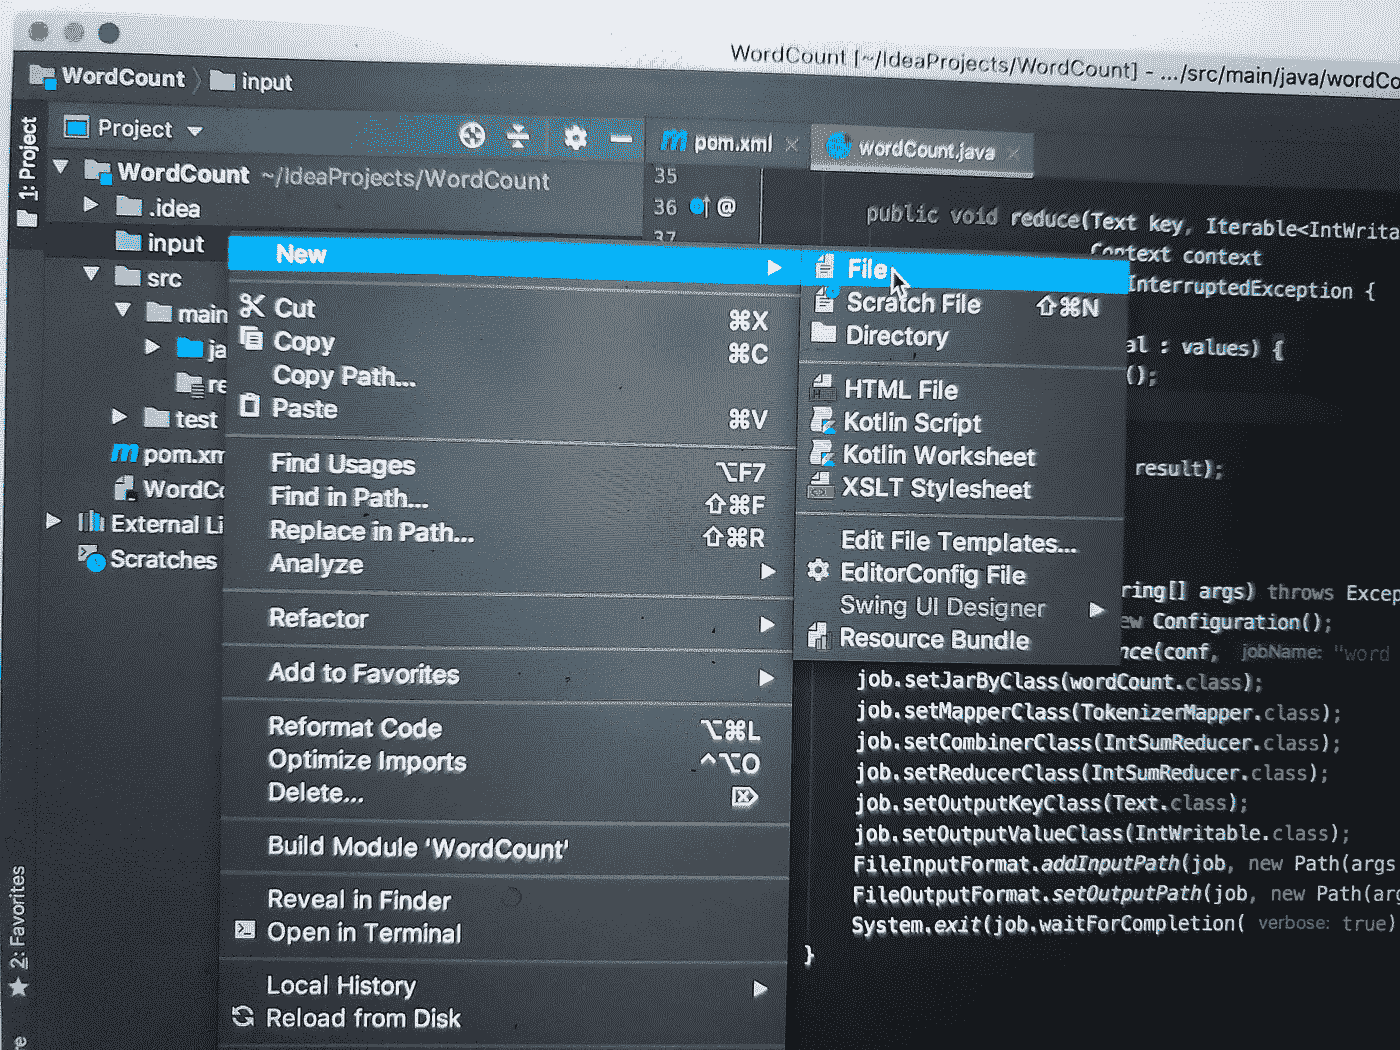 WordCount [~/IdeaProjects/WordCount] - .../src/main/java/wordCo
WordCount input
1: Project
Project
pom.xml
wordCount.java
WordCount ~/IdeaProjects/WordCount
.idea
input
src
main
ja
re
test
pom.xm
WordCo
External Li
Scratches
2: Favorites
New
Cut ⌘X
Copy ⌘C
Copy Path...
Paste ⌘V
Find Usages ⌥F7
Find in Path... ⇧⌘F
Replace in Path... ⇧⌘R
Analyze
Refactor
Add to Favorites
Reformat Code ⌥⌘L
Optimize Imports ^⌥O
Delete... ⌦
Build Module 'WordCount'
Reveal in Finder
Open in Terminal
Local History
Reload from Disk
File
Scratch File ⇧⌘N
Directory
HTML File
Kotlin Script
Kotlin Worksheet
XSLT Stylesheet
Edit File Templates...
EditorConfig File
Swing UI Designer
Resource Bundle
35
36 @
37
public void reduce(Text key, Iterable<IntWrita
Context context
InterruptedException {
al : values) {
();
result);
ring[] args) throws Excep
ew Configuration();
nce(conf, jobName: "word
job.setJarByClass(wordCount.class);
job.setMapperClass(TokenizerMapper.class);
job.setCombinerClass(IntSumReducer.class);
job.setReducerClass(IntSumReducer.class);
job.setOutputKeyClass(Text.class);
job.setOutputValueClass(IntWritable.class);
FileInputFormat.addInputPath(job, new Path(args
FileOutputFormat.setOutputPath(job, new Path(arg
System.exit(job.waitForCompletion( verbose: true)
}